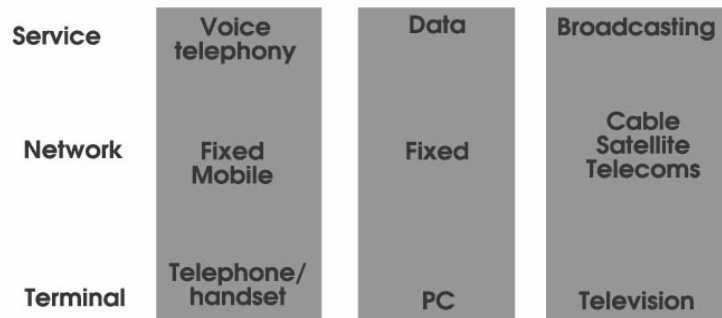 Service
Voice
telephony
Data
Broadcasting
Network
Fixed
Mobile
Fixed
Cable
Satellite
Telecoms
Terminal
Telephone/
handset
PC
Television